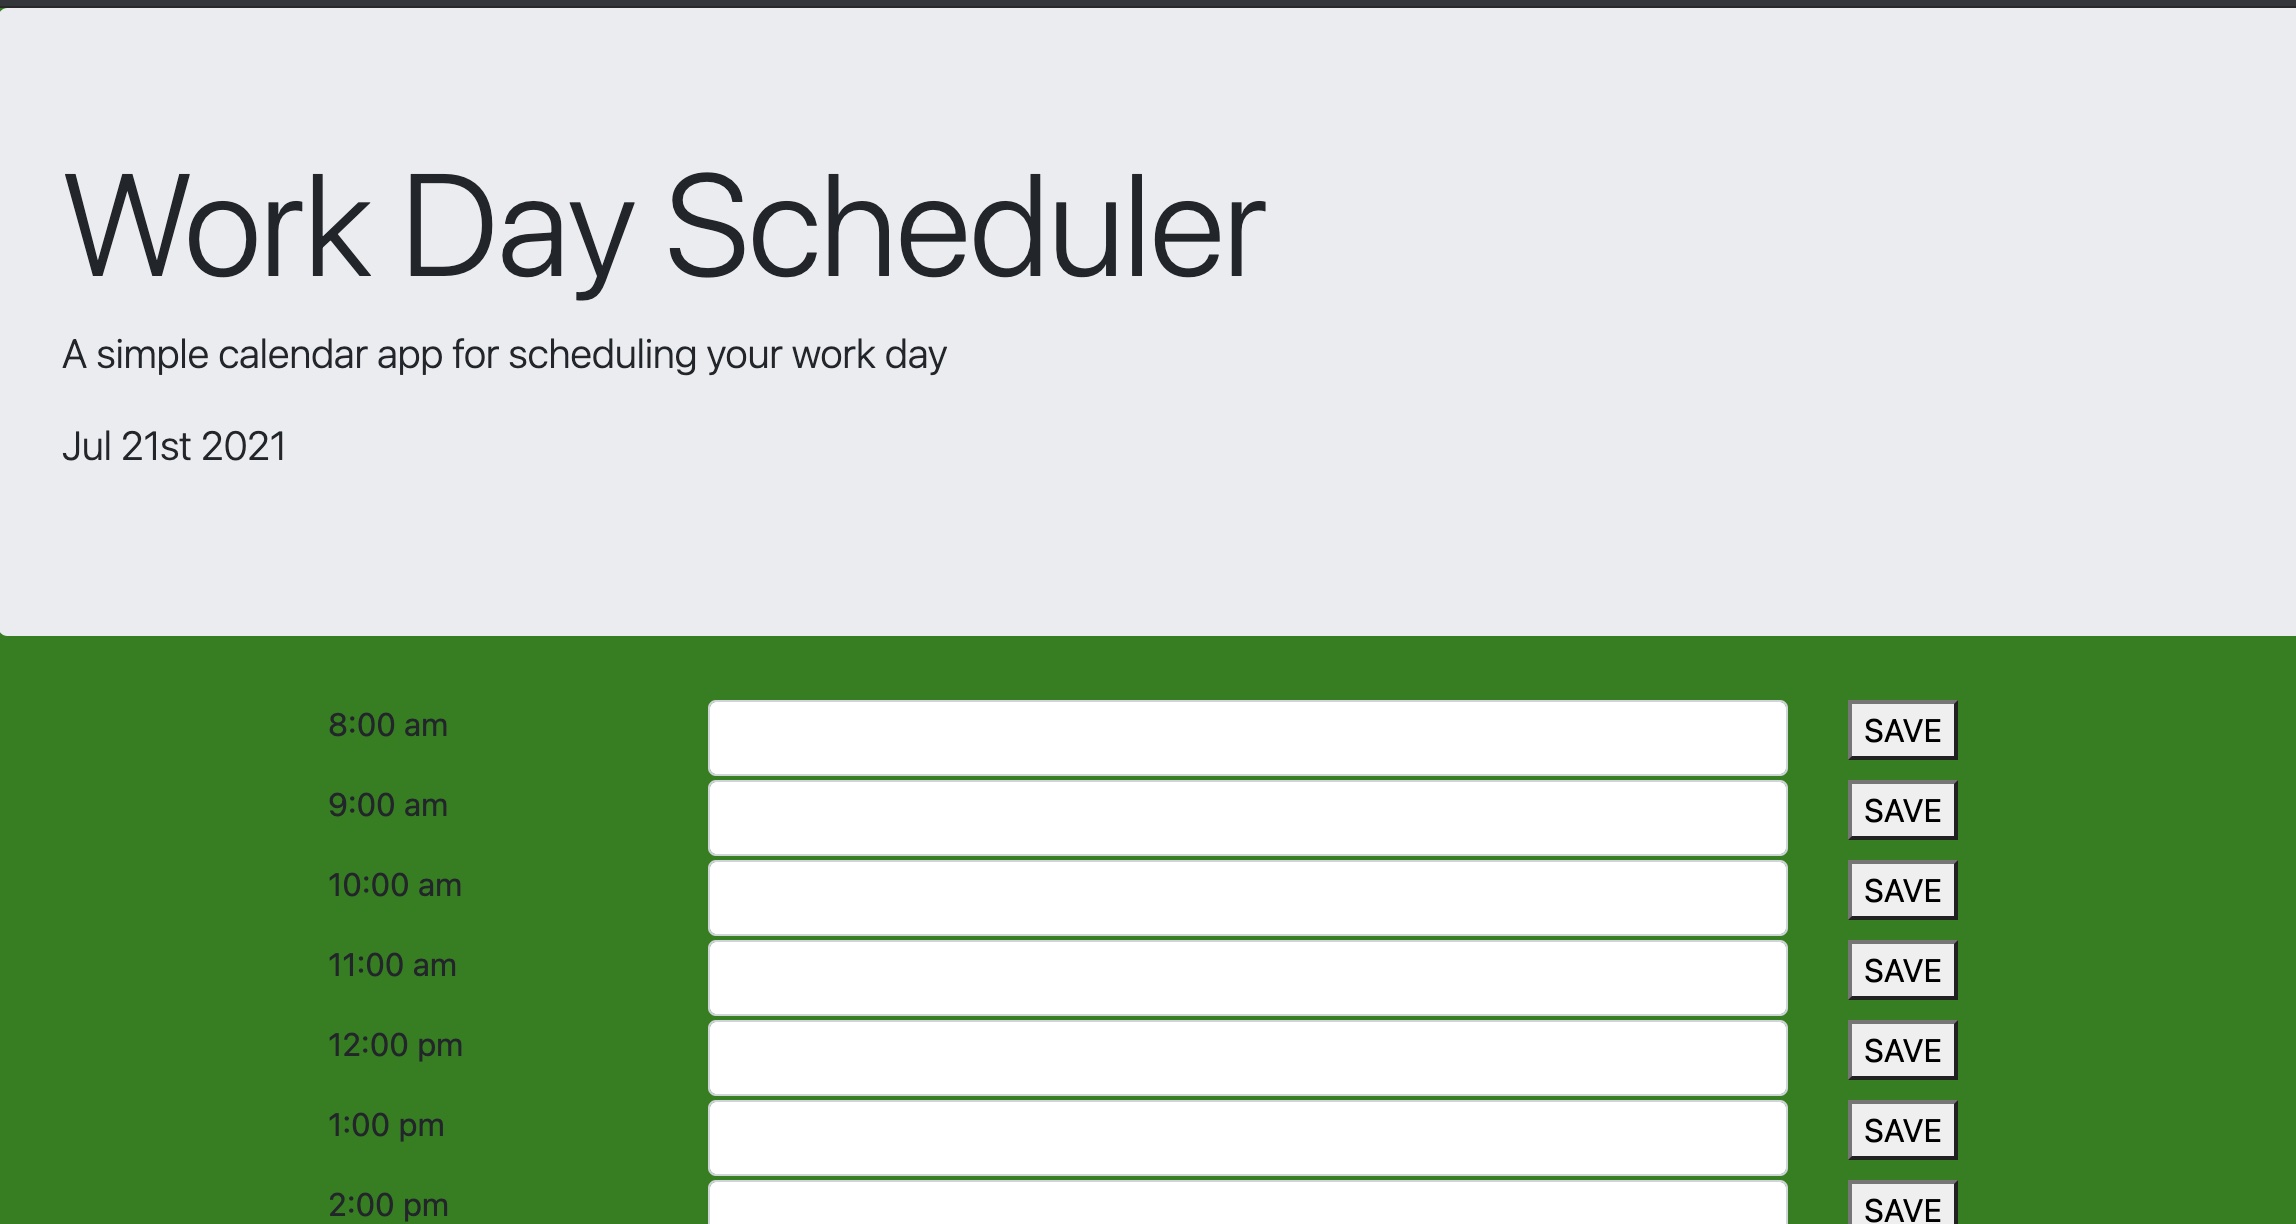 Work Day Scheduler
A simple calendar app for scheduling your work day
Jul 21st 2021
8:00 am SAVE
9:00 am SAVE
10:00 am SAVE
11:00 am SAVE
12:00 pm SAVE
1:00 pm SAVE
2:00 pm SAVE